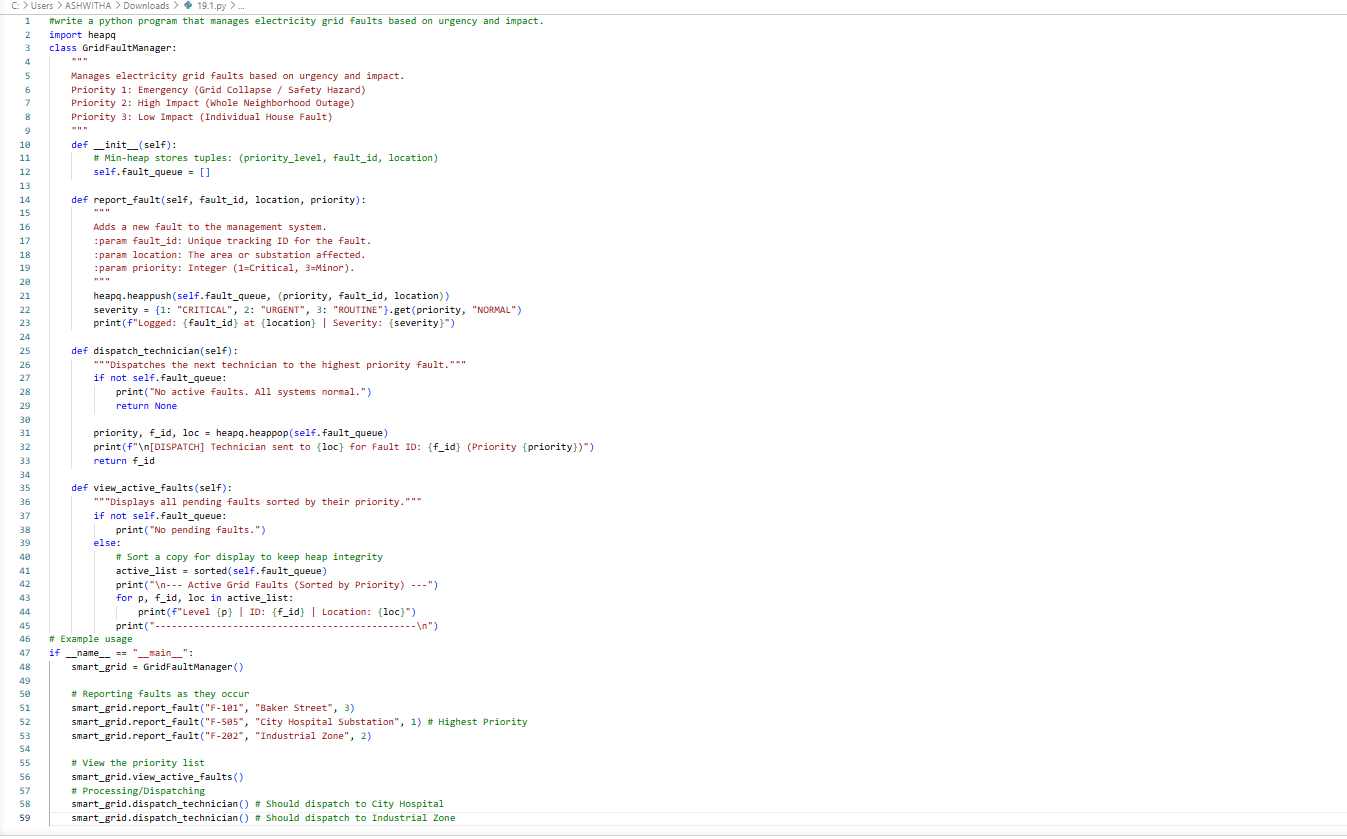 C: > Users > ASHWITHA > Downloads > 19.1.py > ...
1 #write a python program that manages electricity grid faults based on urgency and impact.
2 import heapq
3 class GridFaultManager:
4     """
5     Manages electricity grid faults based on urgency and impact.
6     Priority 1: Emergency (Grid Collapse / Safety Hazard)
7     Priority 2: High Impact (Whole Neighborhood Outage)
8     Priority 3: Low Impact (Individual House Fault)
9     """
10     def __init__(self):
11         # Min-heap stores tuples: (priority_level, fault_id, location)
12         self.fault_queue = []
13
14     def report_fault(self, fault_id, location, priority):
15         """
16         Adds a new fault to the management system.
17         :param fault_id: Unique tracking ID for the fault.
18         :param location: The area or substation affected.
19         :param priority: Integer (1=Critical, 3=Minor).
20         """
21         heapq.heappush(self.fault_queue, (priority, fault_id, location))
22         severity = {1: "CRITICAL", 2: "URGENT", 3: "ROUTINE"}.get(priority, "NORMAL")
23         print(f"Logged: {fault_id} at {location} | Severity: {severity}")
24
25     def dispatch_technician(self):
26         """Dispatches the next technician to the highest priority fault."""
27         if not self.fault_queue:
28             print("No active faults. All systems normal.")
29             return None
30
31         priority, f_id, loc = heapq.heappop(self.fault_queue)
32         print(f"\n[DISPATCH] Technician sent to {loc} for Fault ID: {f_id} (Priority {priority})")
33         return f_id
34
35     def view_active_faults(self):
36         """Displays all pending faults sorted by their priority."""
37         if not self.fault_queue:
38             print("No pending faults.")
39         else:
40             # Sort a copy for display to keep heap integrity
41             active_list = sorted(self.fault_queue)
42             print("\n--- Active Grid Faults (Sorted by Priority) ---")
43             for p, f_id, loc in active_list:
44                 print(f"Level {p} | ID: {f_id} | Location: {loc}")
45             print("-----------------------------------------------\n")
46 # Example usage
47 if __name__ == "__main__":
48     smart_grid = GridFaultManager()
49
50     # Reporting faults as they occur
51     smart_grid.report_fault("F-101", "Baker Street", 3)
52     smart_grid.report_fault("F-505", "City Hospital Substation", 1) # Highest Priority
53     smart_grid.report_fault("F-202", "Industrial Zone", 2)
54
55     # View the priority list
56     smart_grid.view_active_faults()
57     # Processing/Dispatching
58     smart_grid.dispatch_technician() # Should dispatch to City Hospital
59     smart_grid.dispatch_technician() # Should dispatch to Industrial Zone